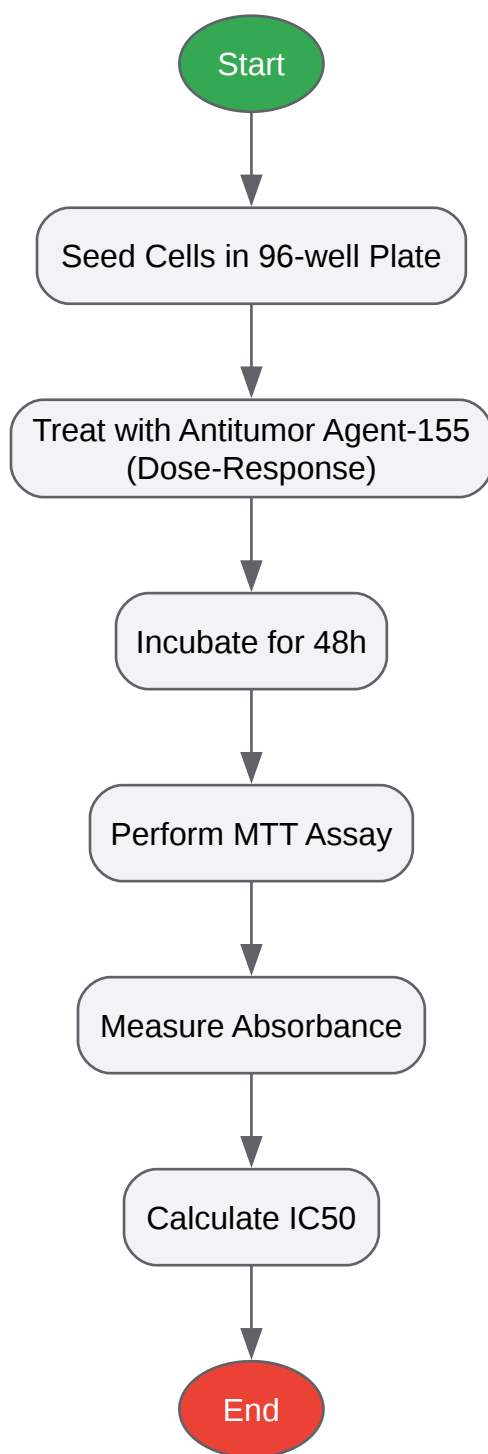 Start
Seed Cells in 96-well Plate
Treat with Antitumor Agent-155
(Dose-Response)
Incubate for 48h
Perform MTT Assay
Measure Absorbance
Calculate IC50
End